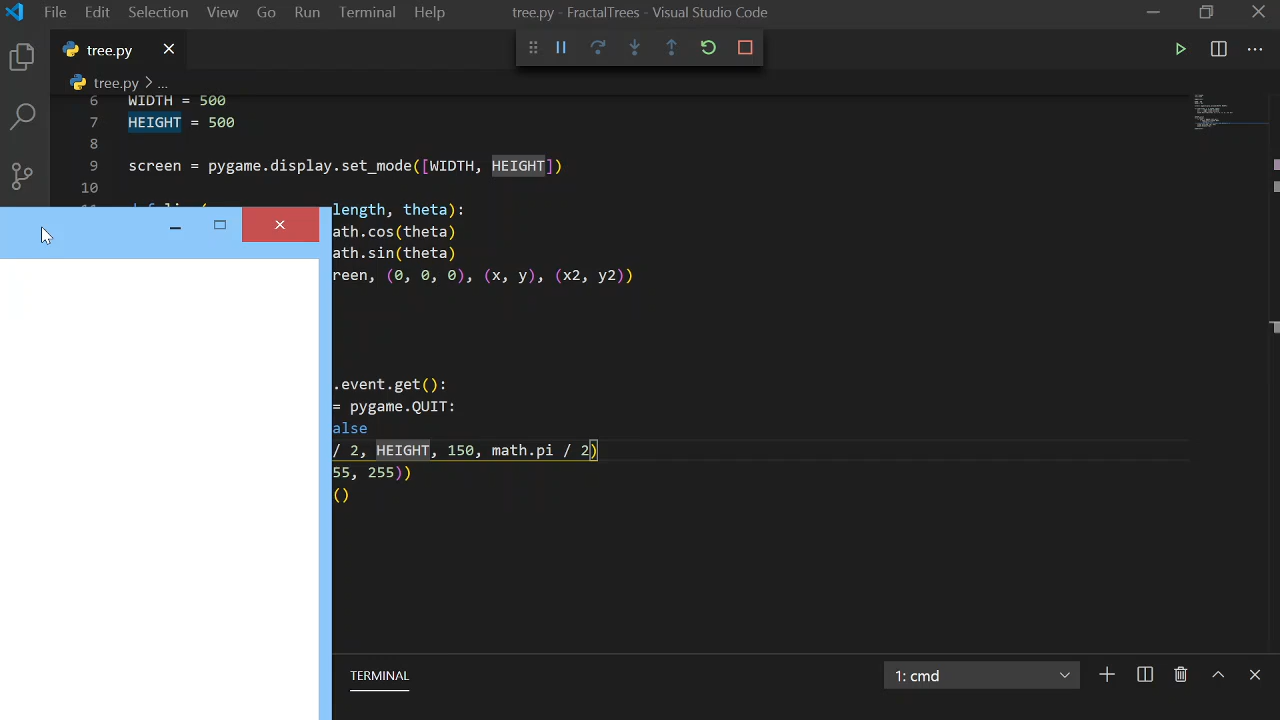 File Edit Selection View Go Run Terminal Help tree.py - FractalTrees - Visual Studio Code
tree.py
tree.py > ...
6 WIDTH = 500
7 HEIGHT = 500
8
9 screen = pygame.display.set_mode([WIDTH, HEIGHT])
10
length, theta):
ath.cos(theta)
ath.sin(theta)
reen, (0, 0, 0), (x, y), (x2, y2))
.event.get():
= pygame.QUIT:
alse
/ 2, HEIGHT, 150, math.pi / 2)
55, 255))
()
TERMINAL 1: cmd